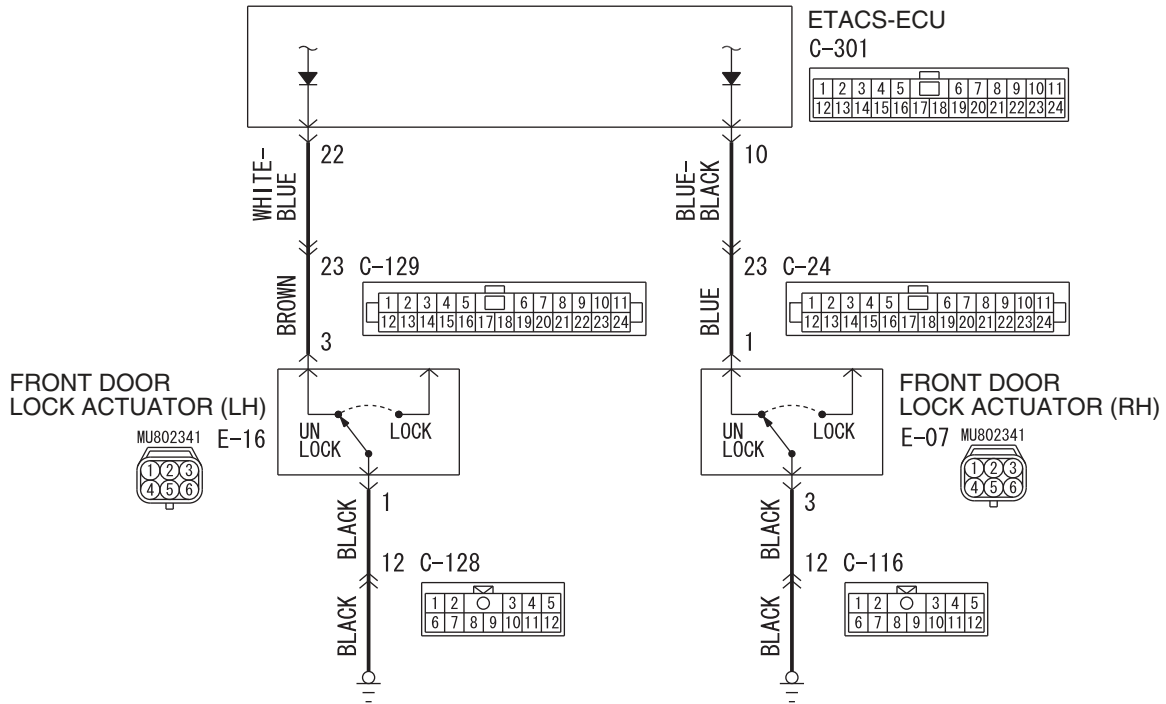 ETACS-ECU
C-301
1 2 3 4 5 6 7 8 9 10 11
12 13 14 15 16 17 18 19 20 21 22 23 24
22
10
WHITE-
BLUE
BLUE-
BLACK
23 C-129
1 2 3 4 5 6 7 8 9 10 11
12 13 14 15 16 17 18 19 20 21 22 23 24
23 C-24
1 2 3 4 5 6 7 8 9 10 11
12 13 14 15 16 17 18 19 20 21 22 23 24
BROWN
BLUE
3
1
FRONT DOOR
LOCK ACTUATOR (LH)
MU802341
E-16
1 2 3
4 5 6
UN
LOCK
LOCK
UN
LOCK
LOCK
FRONT DOOR
LOCK ACTUATOR (RH)
E-07
MU802341
1 2 3
4 5 6
1
3
BLACK
BLACK
12 C-128
1 2 3 4 5
6 7 8 9 10 11 12
12 C-116
1 2 3 4 5
6 7 8 9 10 11 12
BLACK
BLACK